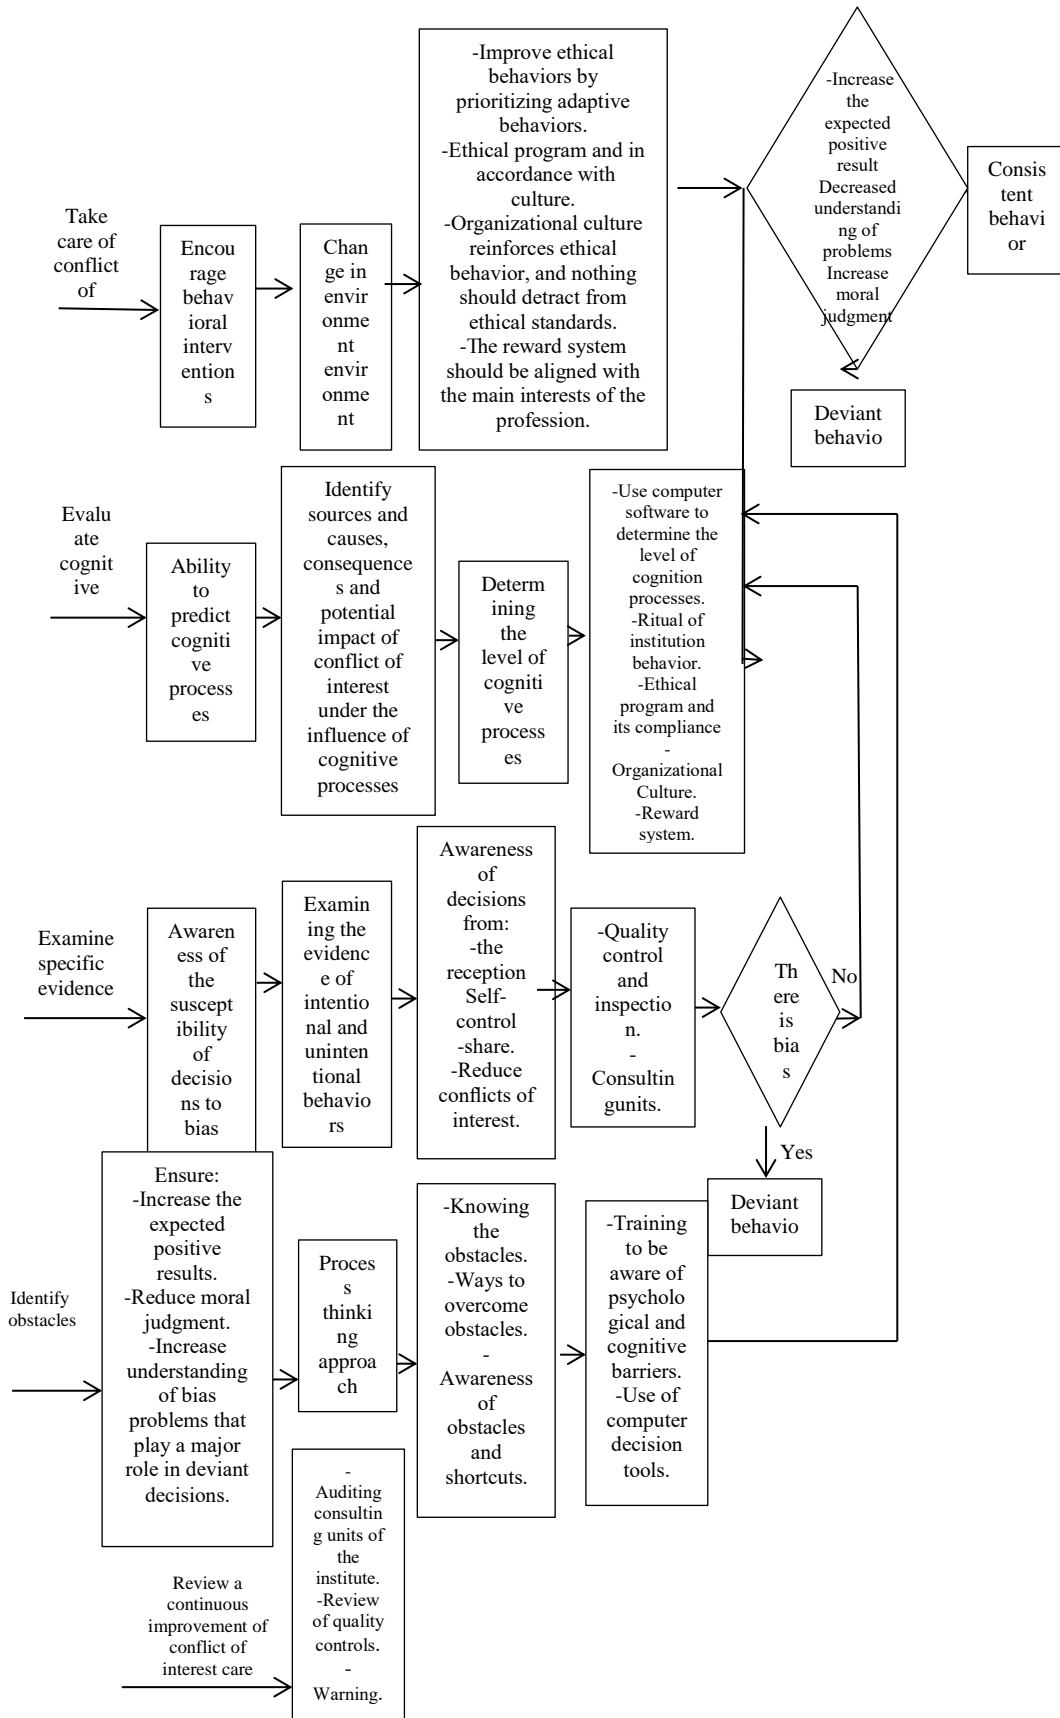 Take
care of
conflict
of
Encou
rage
behav
ioral
interv
ention
s
Chan
ge in
envir
onme
nt
envir
onme
nt
-Improve ethical
behaviors by
prioritizing adaptive
behaviors.
-Ethical program and in
accordance with
culture.
-Organizational culture
reinforces ethical
behavior, and nothing
should detract from
ethical standards.
-The reward system
should be aligned with
the main interests of the
profession.
-Increase
the
expected
positive
result
Decreased
understandi
ng of
problems
Increase
moral
judgment
Consis
tent
behavi
or
Deviant
behavio
Evalu
ate
cognit
ive
Ability
to
predict
cogniti
ve
process
es
Identify
sources and
causes,
consequence
s and
potential
impact of
conflict of
interest
under the
influence of
cognitive
processes
Determ
ining
the
level of
cogniti
ve
process
es
-Use computer
software to
determine the
level of
cognition
processes.
-Ritual of
institution
behavior.
-Ethical
program and
its compliance
-
Organizational
Culture.
-Reward
system.
Examine
specific
evidence
Awaren
ess of
the
suscept
ibility
of
decisio
ns to
bias
Examin
ing the
evidenc
e of
intentio
nal and
uninten
tional
behavio
rs
Awareness
of
decisions
from:
-the
reception
Self-
control
-share.
-Reduce
conflicts of
interest.
-Quality
control
and
inspectio
n.
-
Consultin
gunits.
Th
ere
is
bia
s
No
Yes
Deviant
behavio
Identify
obstacles
Ensure:
-Increase the
expected
positive
results.
-Reduce moral
judgment.
-Increase
understanding
of bias
problems that
play a major
role in deviant
decisions.
Proces
s
thinki
ng
approa
ch
-Knowing
the
obstacles.
-Ways to
overcome
obstacles.
-
Awareness
of
obstacles
and
shortcuts.
-Training
to be
aware of
psycholo
gical and
cognitive
barriers.
-Use of
computer
decision
tools.
Review a
continuous
improvement of
conflict of
interest care
-
Auditing
consultin
g units of
the
institute.
-Review
of quality
controls.
-
Warning.